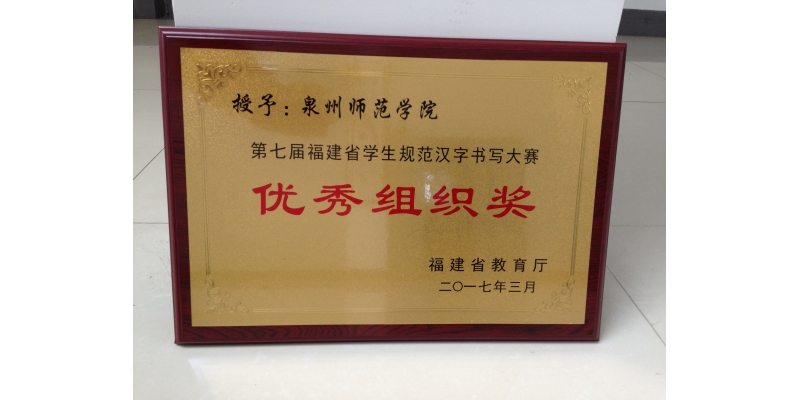 授予：泉州师范学院
第七届福建省学生规范汉字书写大赛
优秀组织奖
福建省教育厅
二〇一七年三月